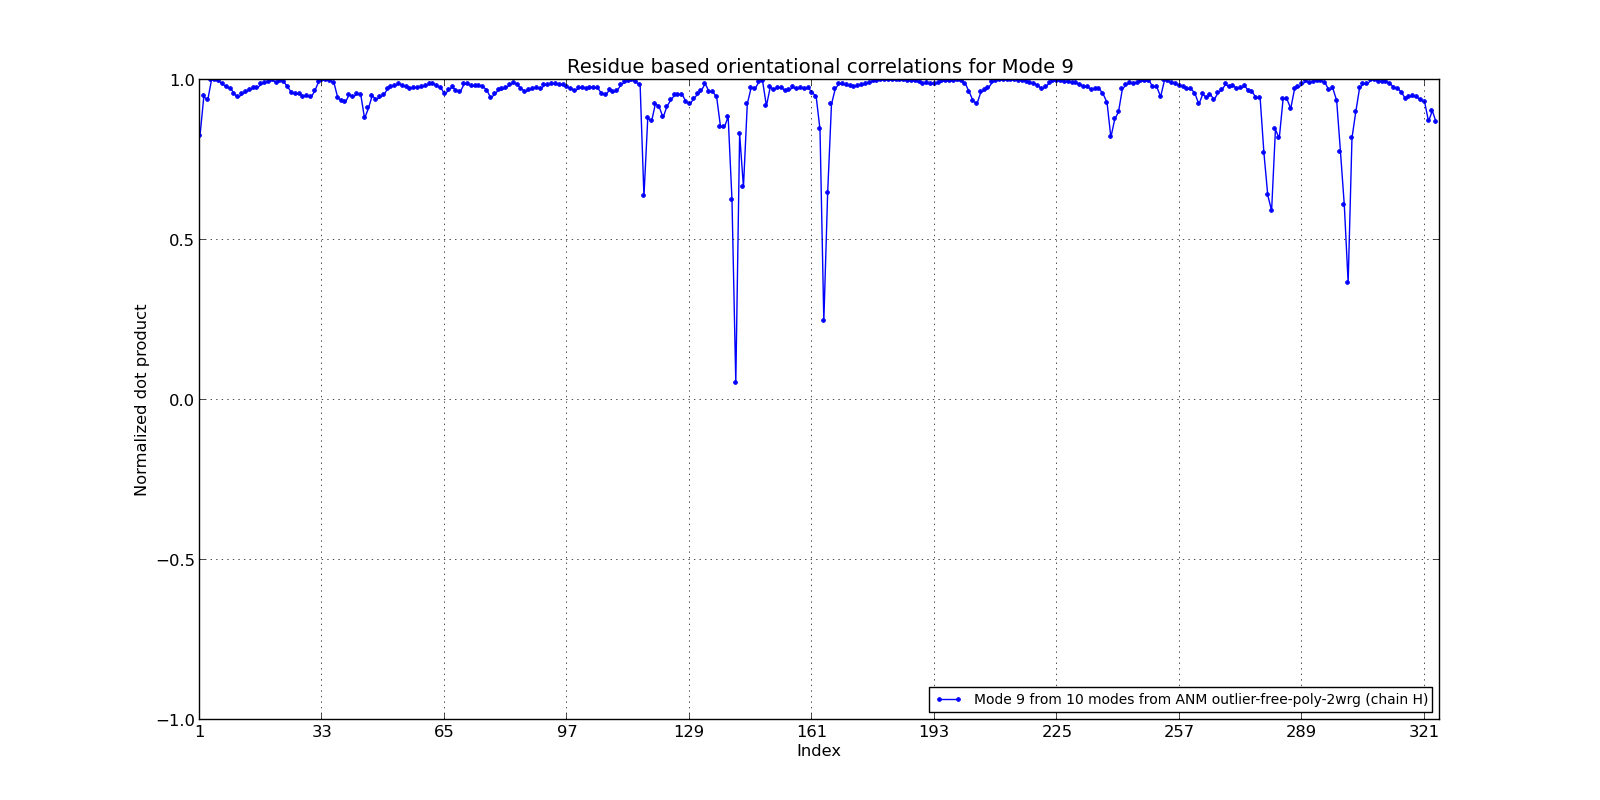 Residue based orientational correlations for Mode 9
1.0
0.5
0.0
−0.5
−1.0
Normalized dot product
1 33 65 97 129 161 193 225 257 289 321
Index
Mode 9 from 10 modes from ANM outlier-free-poly-2wrg (chain H)